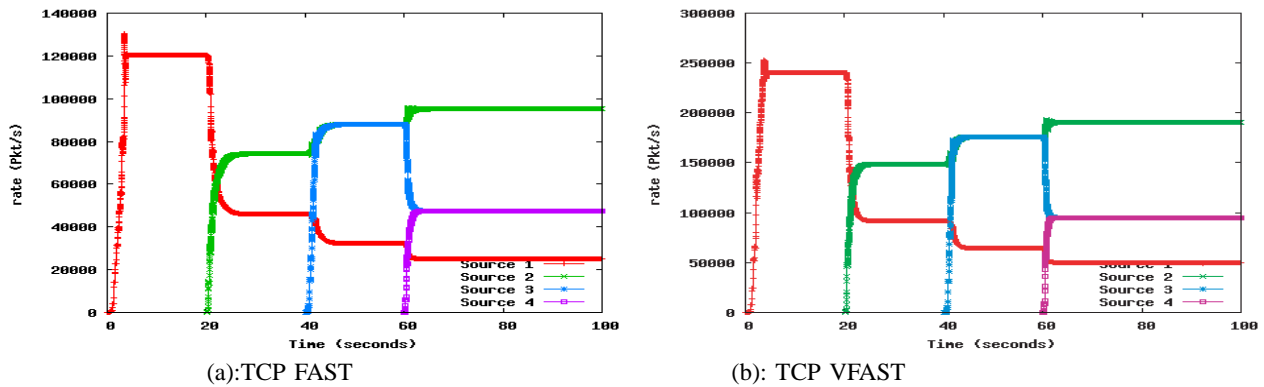 140000
120000
100000
80000
60000
40000
20000
0
rate (Pkt/s)
Source 1
Source 2
Source 3
Source 4
0 20 40 60 80 100
Time (seconds)
(a):TCP FAST
300000
250000
200000
150000
100000
50000
0
rate (Pkt/s)
Source 1
Source 2
Source 3
Source 4
0 20 40 60 80 100
Time (seconds)
(b): TCP VFAST